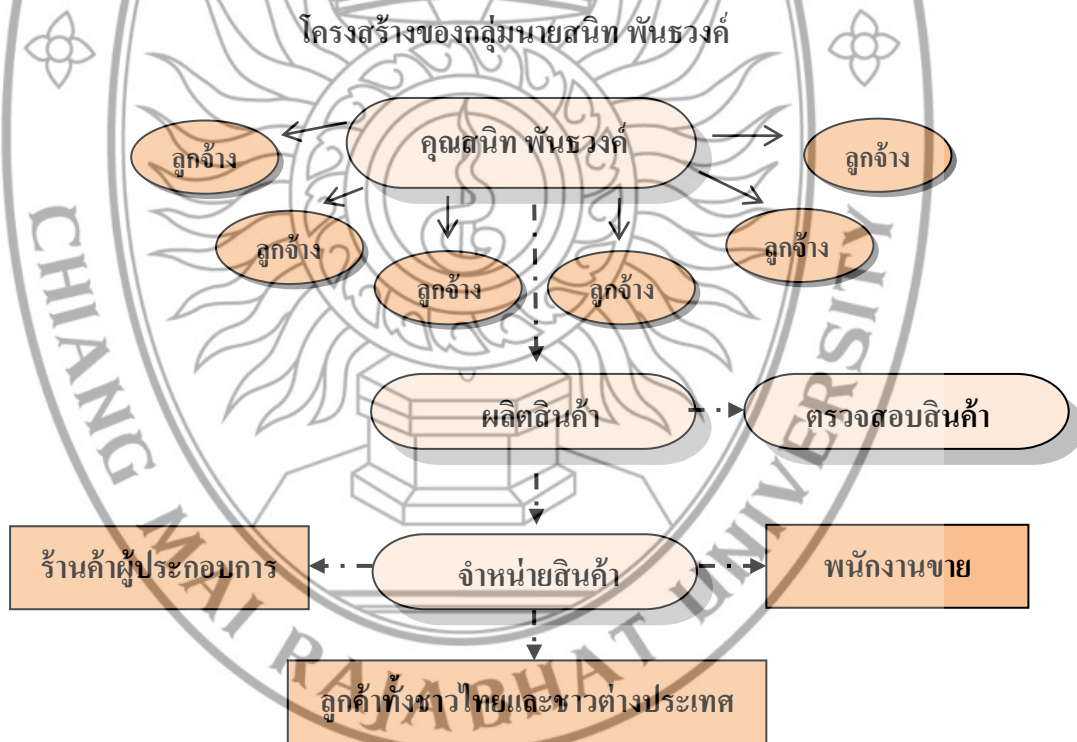 โครงสร้างของกลุ่มนายสนิท พันธวงค์
คุณสนิท พันธวงค์
ลูกจ้าง
ลูกจ้าง
ลูกจ้าง
ลูกจ้าง
ลูกจ้าง
ลูกจ้าง
ผลิตสินค้า
ตรวจสอบสินค้า
ร้านค้าผู้ประกอบการ
จำหน่ายสินค้า
พนักงานขาย
ลูกค้าทั้งชาวไทยและชาวต่างประเทศ
CHIANG MAI RAJABHAT UNIVERSITY